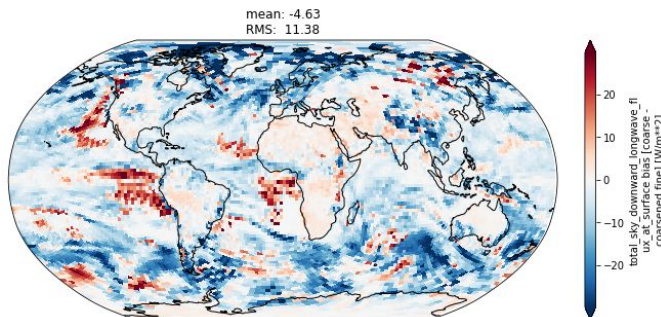 mean: -4.63
RMS:  11.38
20
10
0
−10
−20
total_sky_downward_longwave_fl
ux_at_surface bias [coarse -
coarsened fine] [W/m**2]